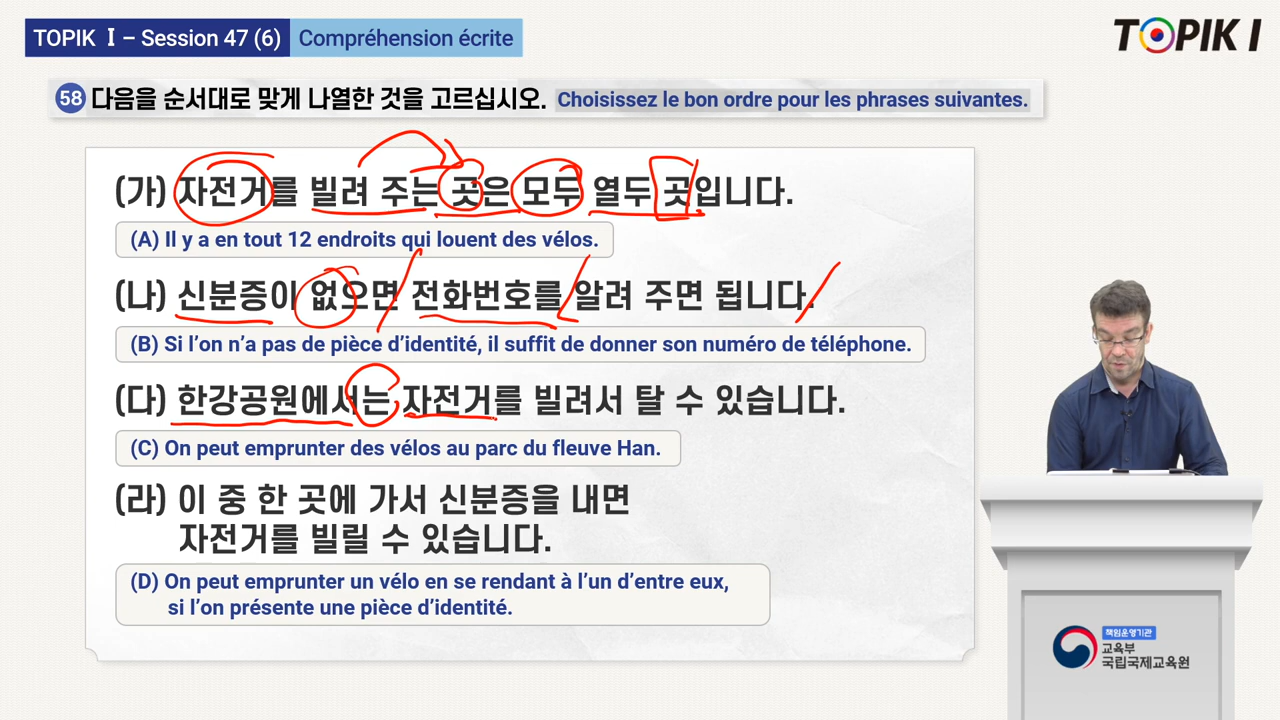 TOPIK I – Session 47 (6) Compréhension écrite
TOPIK I
58 다음을 순서대로 맞게 나열한 것을 고르십시오. Choisissez le bon ordre pour les phrases suivantes.
(가) 자전거를 빌려 주는 곳은 모두 열두 곳입니다.
(A) Il y a en tout 12 endroits qui louent des vélos.
(나) 신분증이 없으면 전화번호를 알려 주면 됩니다.
(B) Si l’on n’a pas de pièce d’identité, il suffit de donner son numéro de téléphone.
(다) 한강공원에서는 자전거를 빌려서 탈 수 있습니다.
(C) On peut emprunter des vélos au parc du fleuve Han.
(라) 이 중 한 곳에 가서 신분증을 내면
자전거를 빌릴 수 있습니다.
(D) On peut emprunter un vélo en se rendant à l’un d’entre eux,
si l’on présente une pièce d’identité.
책임운영기관
교육부
국립국제교육원